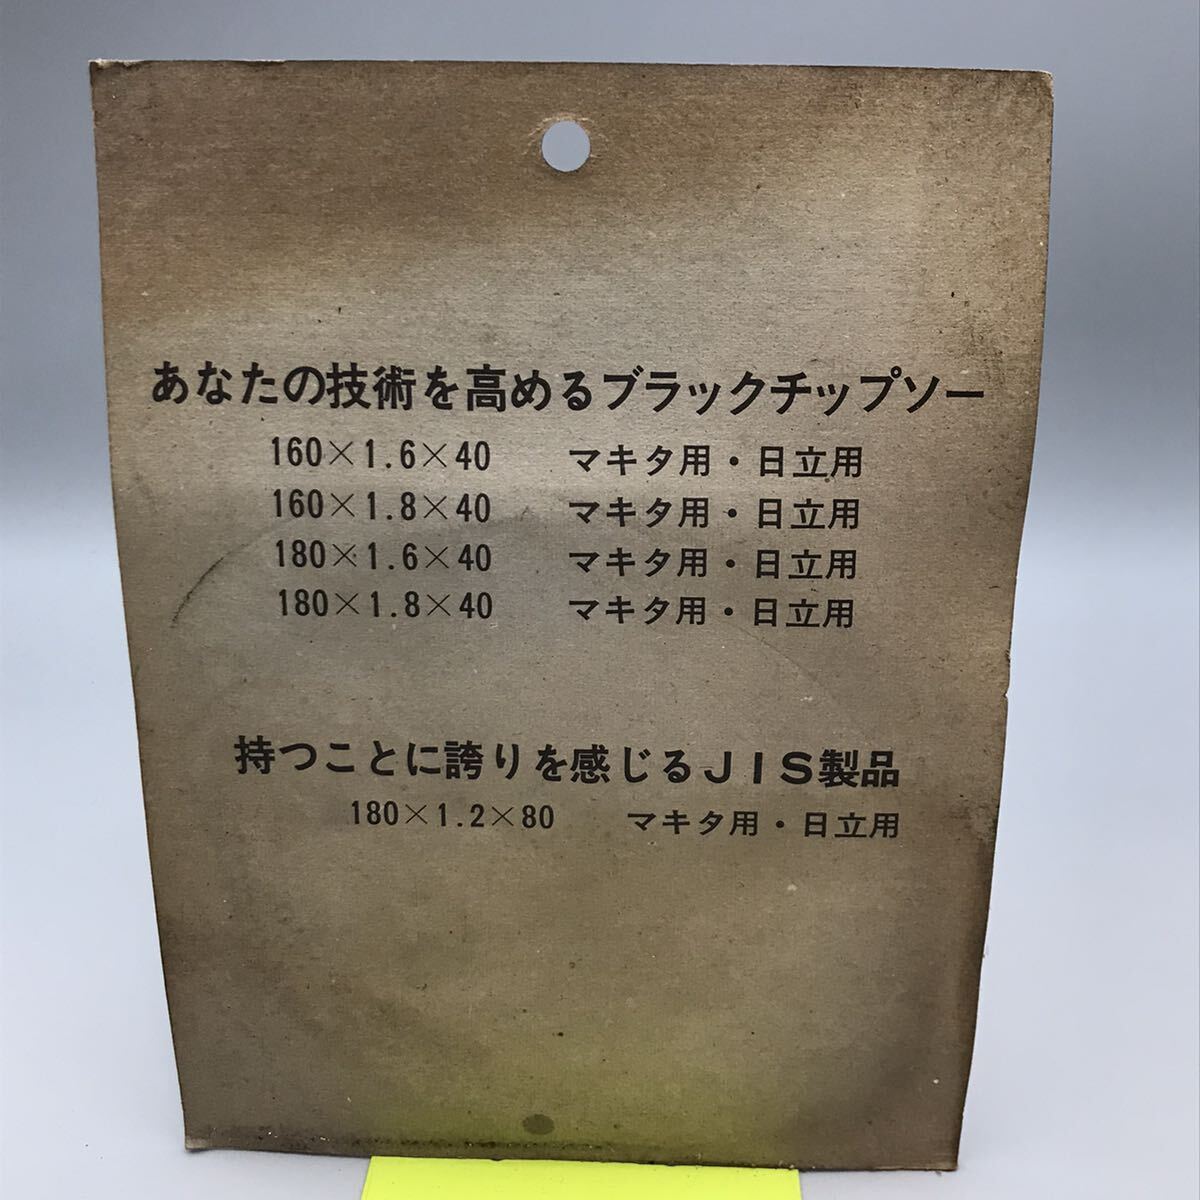 あなたの技術を高めるブラックチップソー
160×1.6×40 マキタ用・日立用
160×1.8×40 マキタ用・日立用
180×1.6×40 マキタ用・日立用
180×1.8×40 マキタ用・日立用
持つことに誇りを感じるJIS製品
180×1.2×80 マキタ用・日立用